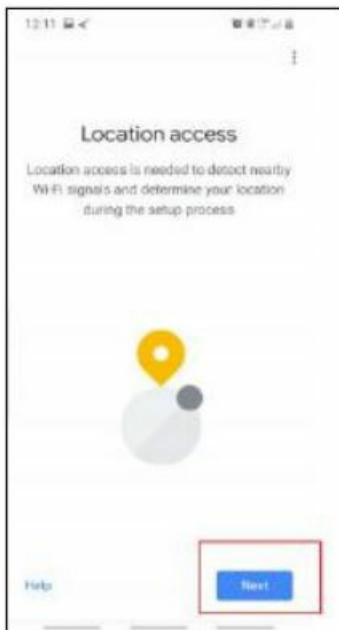 12:11
Location access
Location access is needed to detect nearby
Wi-Fi signals and determine your location
during the setup process
Help
Next